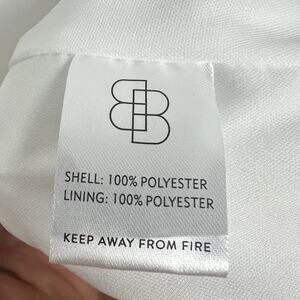 SHELL: 100% POLYESTER
LINING: 100% POLYESTER
KEEP AWAY FROM FIRE